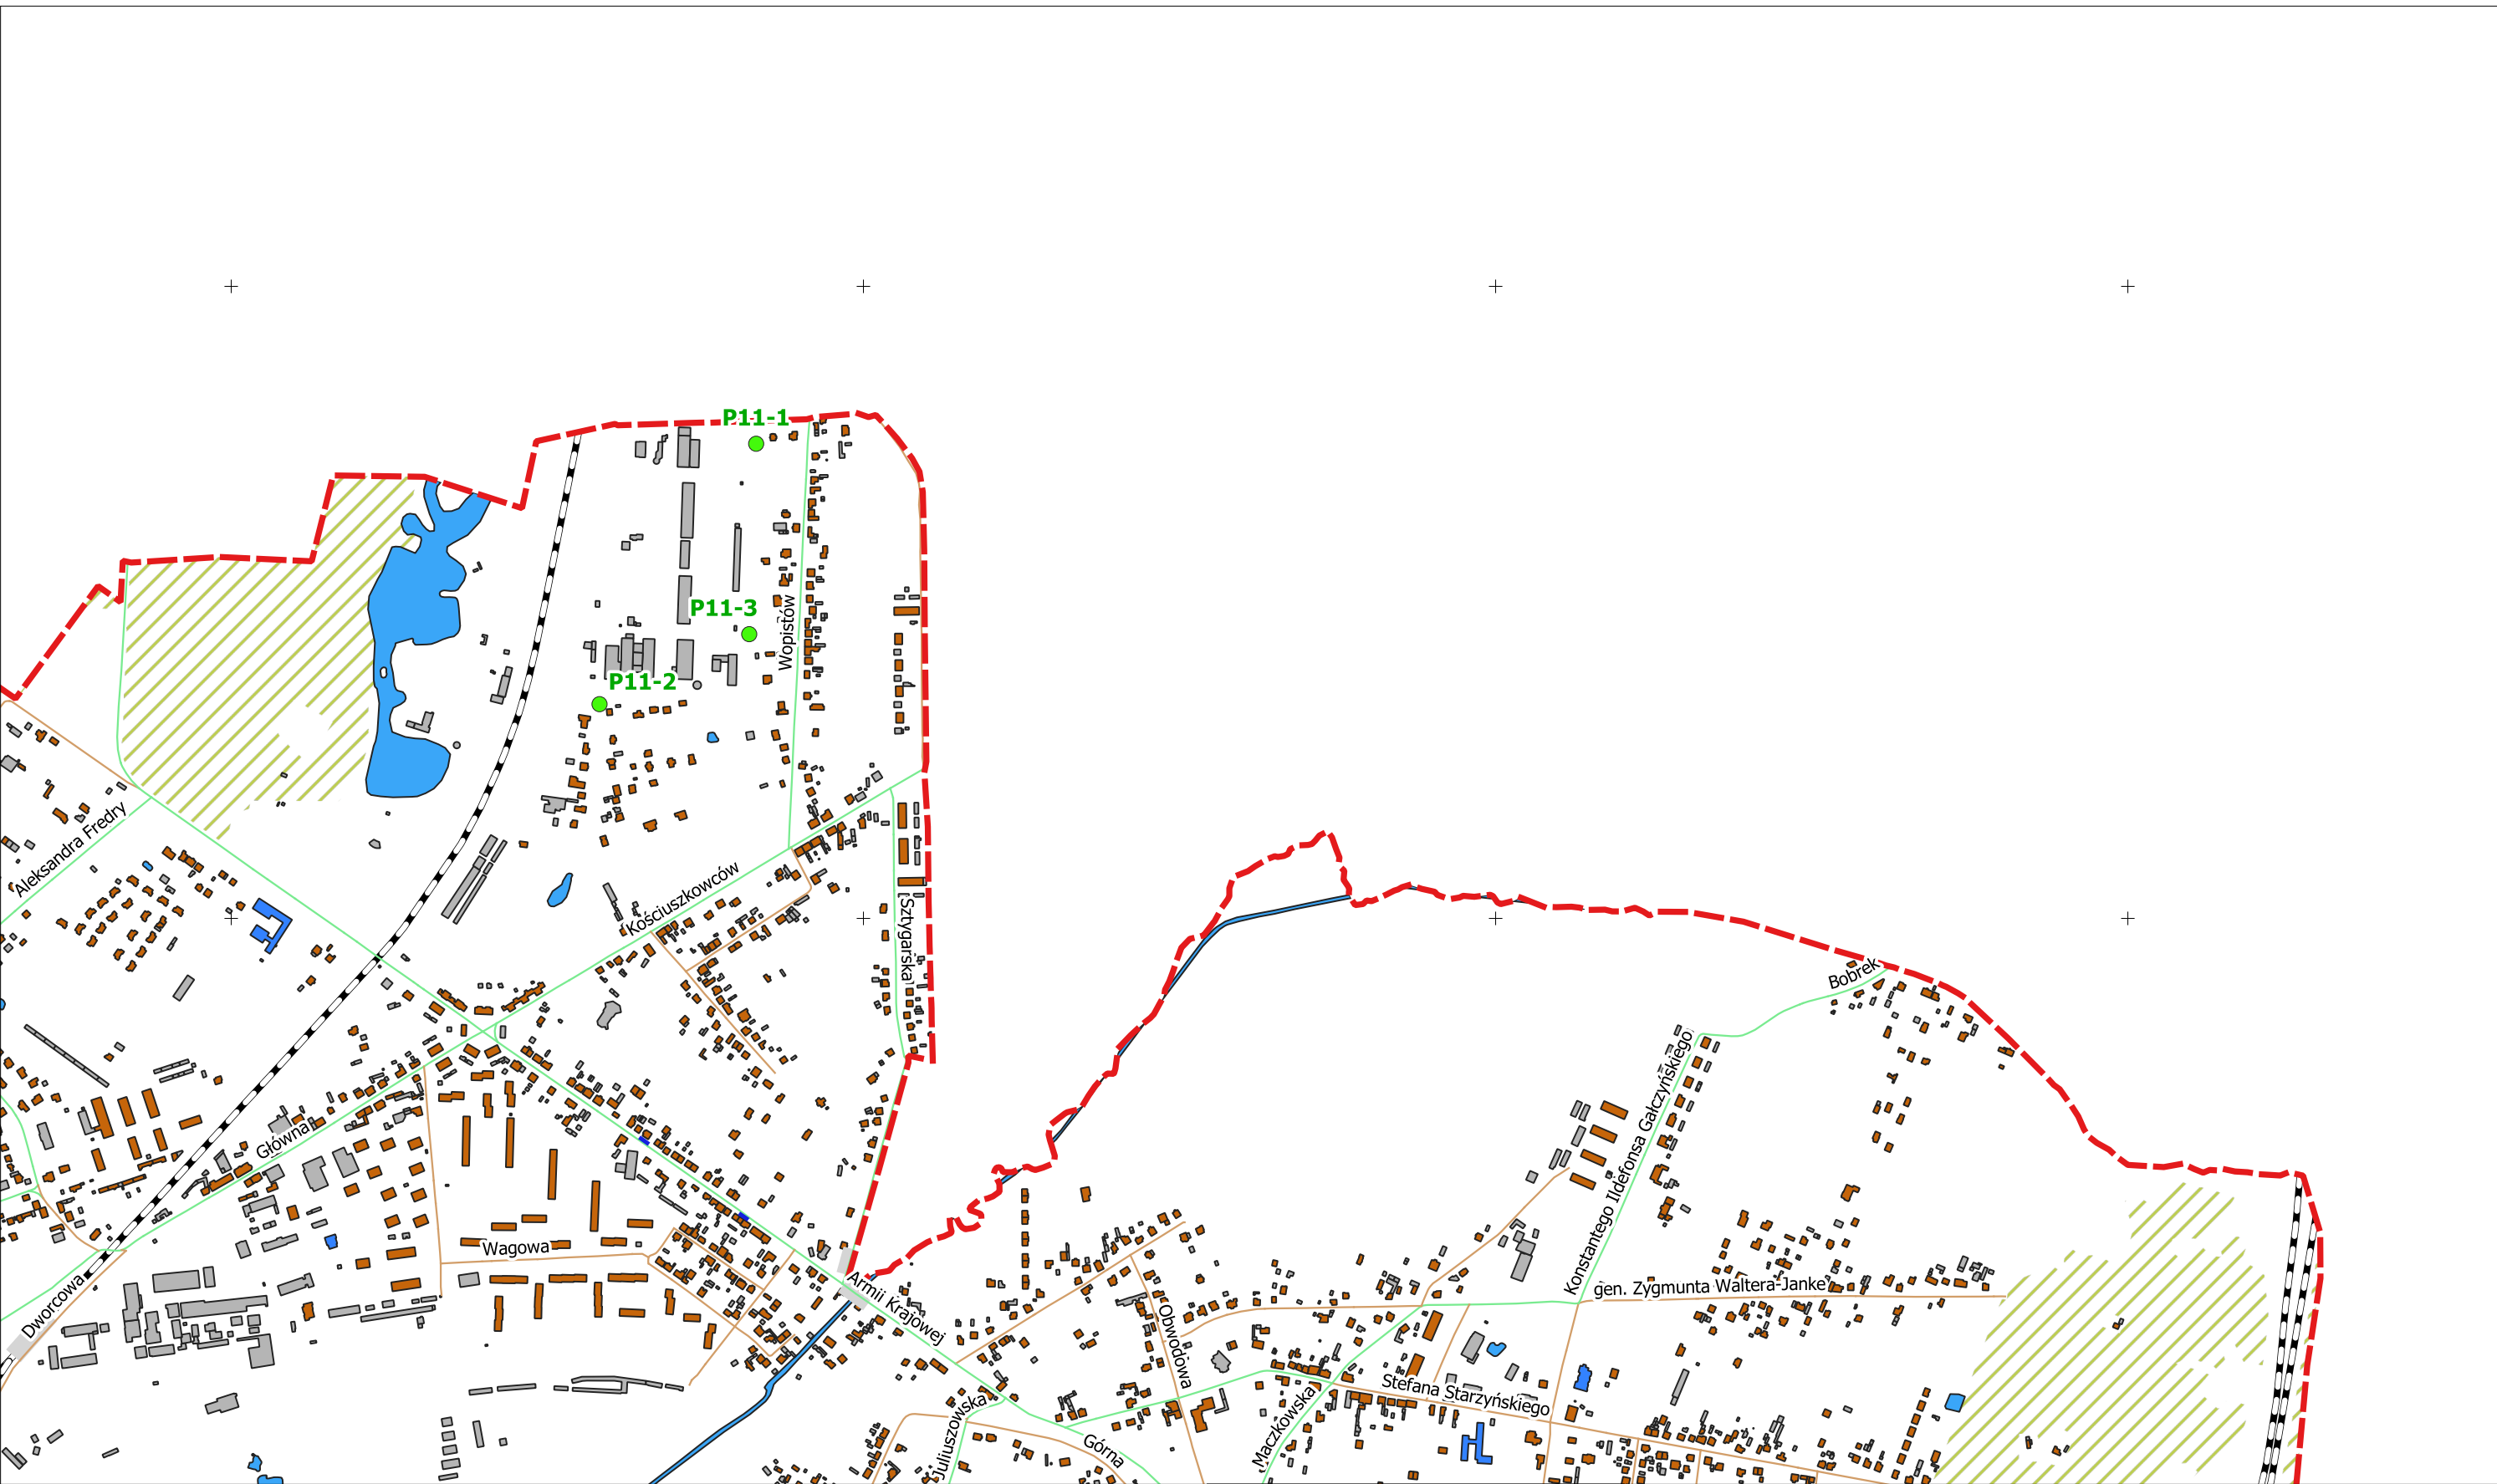 P11-1
P11-3
Wopistów
P11-2
Aleksandra Fredry
Kościuszkowców
Sztygarska
Bobrek
Konstantego Ildefonsa Gałczyńskiego
Główna
Wagowa
Dworcowa
Armii Krajowej
gen. Zygmunta Waltera-Janke
Obwodowa
Stefana Starzyńskiego
Maczkowska
Juliuszowska
Górna